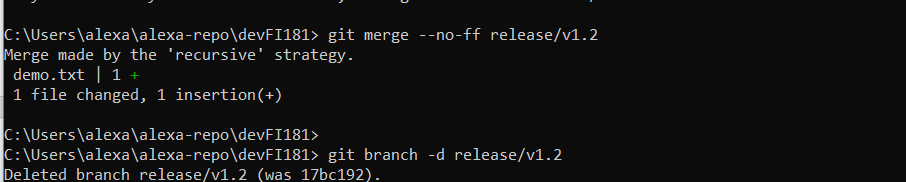 C:\Users\alexa\alexa-repo\devFI181> git merge --no-ff release/v1.2
Merge made by the 'recursive' strategy.
 demo.txt | 1 +
 1 file changed, 1 insertion(+)
C:\Users\alexa\alexa-repo\devFI181>
C:\Users\alexa\alexa-repo\devFI181> git branch -d release/v1.2
Deleted branch release/v1.2 (was 17bc192).